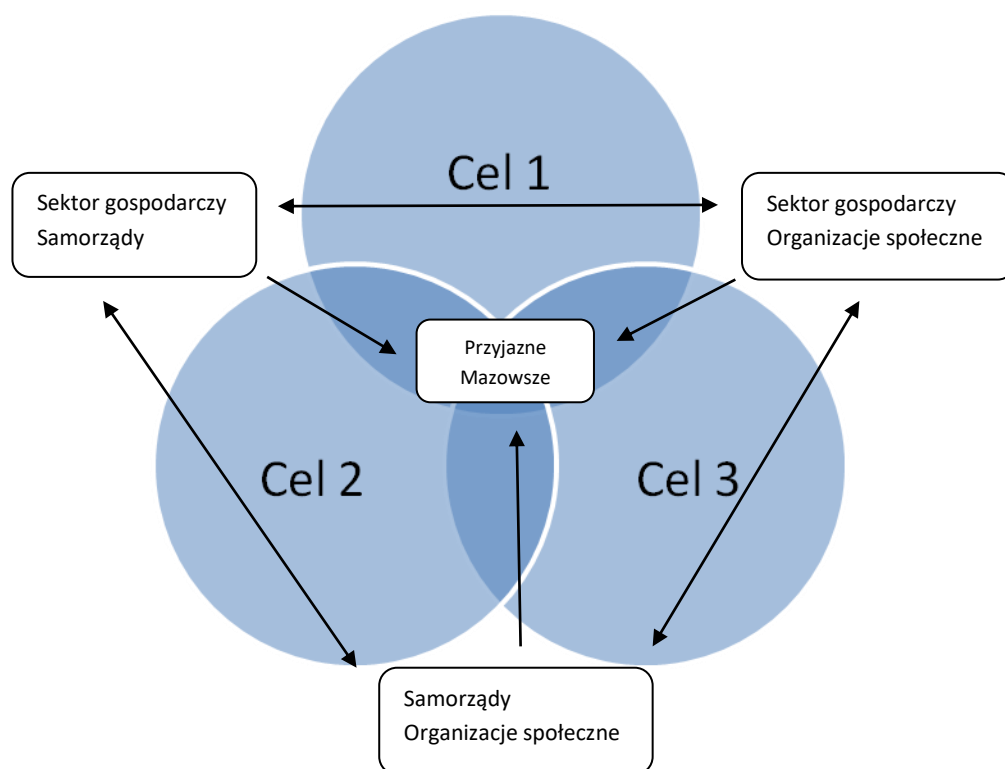 Cel 1
Sektor gospodarczy
Samorządy
Sektor gospodarczy
Organizacje społeczne
Przyjazne
Mazowsze
Cel 2
Cel 3
Samorządy
Organizacje społeczne